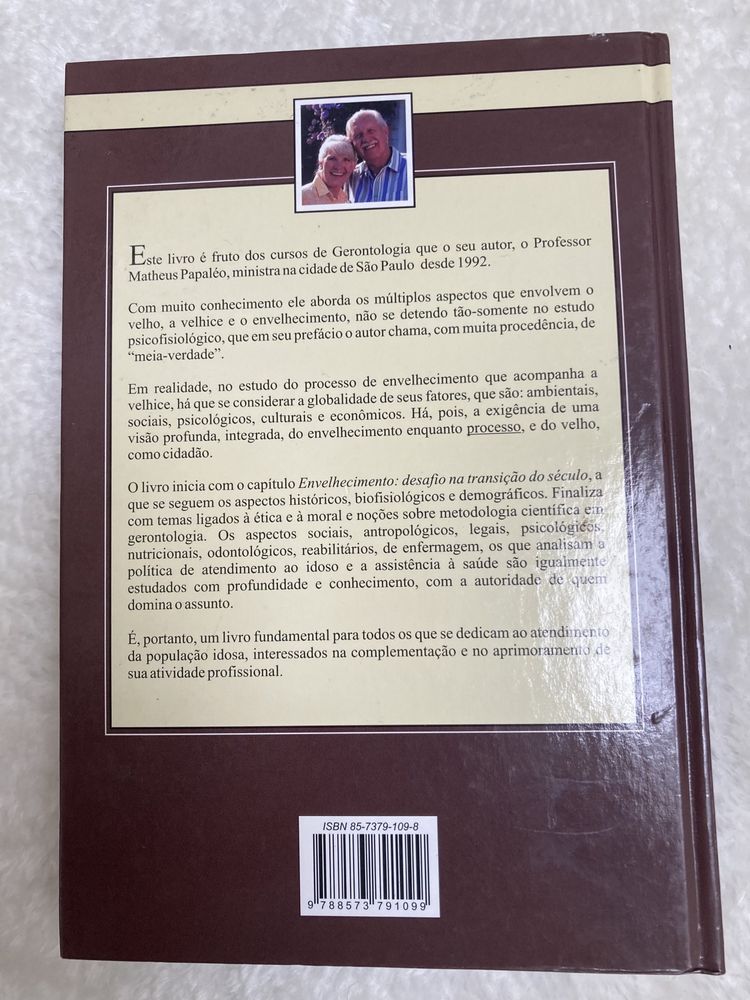 Este livro é fruto dos cursos de Gerontologia que o seu autor, o Professor
Matheus Papaléo, ministra na cidade de São Paulo desde 1992.
Com muito conhecimento ele aborda os múltiplos aspectos que envolvem o
velho, a velhice e o envelhecimento, não se detendo tão-somente no estudo
psicofisiológico, que em seu prefácio o autor chama, com muita procedência, de
“meia-verdade”.
Em realidade, no estudo do processo de envelhecimento que acompanha a
velhice, há que se considerar a globalidade de seus fatores, que são: ambientais,
sociais, psicológicos, culturais e econômicos. Há, pois, a exigência de uma
visão profunda, integrada, do envelhecimento enquanto processo, e do velho,
como cidadão.
O livro inicia com o capítulo Envelhecimento: desafio na transição do século, a
que se seguem os aspectos históricos, biofisiológicos e demográficos. Finaliza
com temas ligados à ética e à moral e noções sobre metodologia científica em
gerontologia. Os aspectos sociais, antropológicos, legais, psicológicos,
nutricionais, odontológicos, reabilitários, de enfermagem, os que analisam a
política de atendimento ao idoso e a assistência à saúde são igualmente
estudados com profundidade e conhecimento, com a autoridade de quem
domina o assunto.
É, portanto, um livro fundamental para todos os que se dedicam ao atendimento
da população idosa, interessados na complementação e no aprimoramento de
sua atividade profissional.
ISBN 85-7379-109-8
9 788573 791099